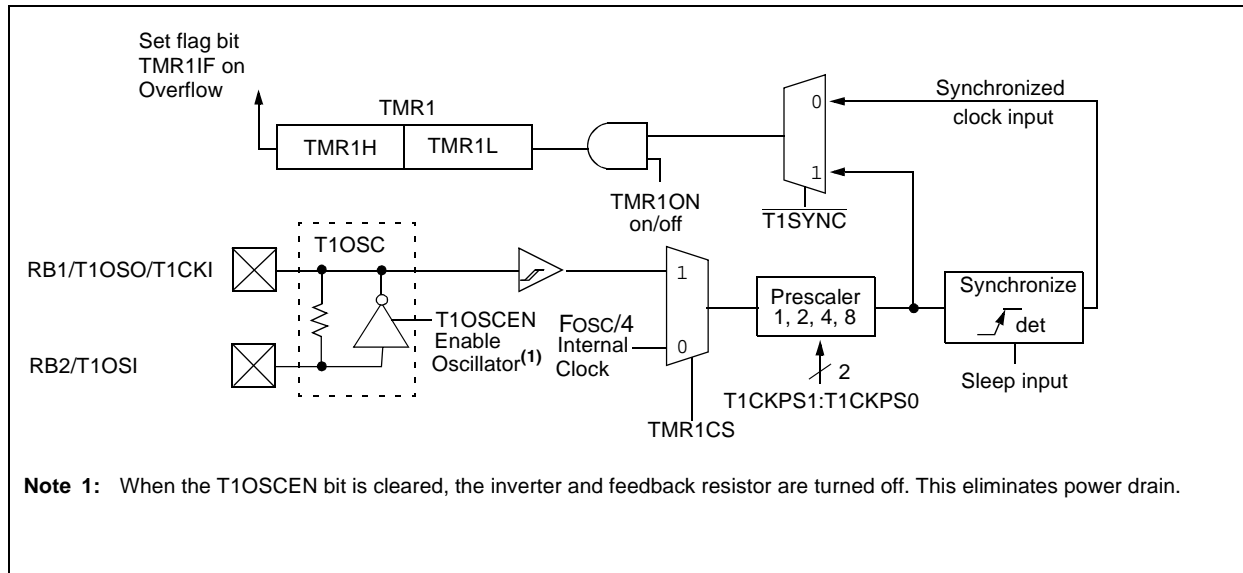 Set flag bit
TMR1IF on
Overflow
TMR1
TMR1H
TMR1L
TMR1ON
on/off
0
1
T1SYNC
Synchronized
clock input
RB1/T1OSO/T1CKI
RB2/T1OSI
T1OSC
T1OSCEN
Enable
Oscillator(1)
FOSC/4
Internal
Clock
1
0
TMR1CS
Prescaler
1, 2, 4, 8
2
T1CKPS1:T1CKPS0
Synchronize
det
Sleep input
Note 1: When the T1OSCEN bit is cleared, the inverter and feedback resistor are turned off. This eliminates power drain.